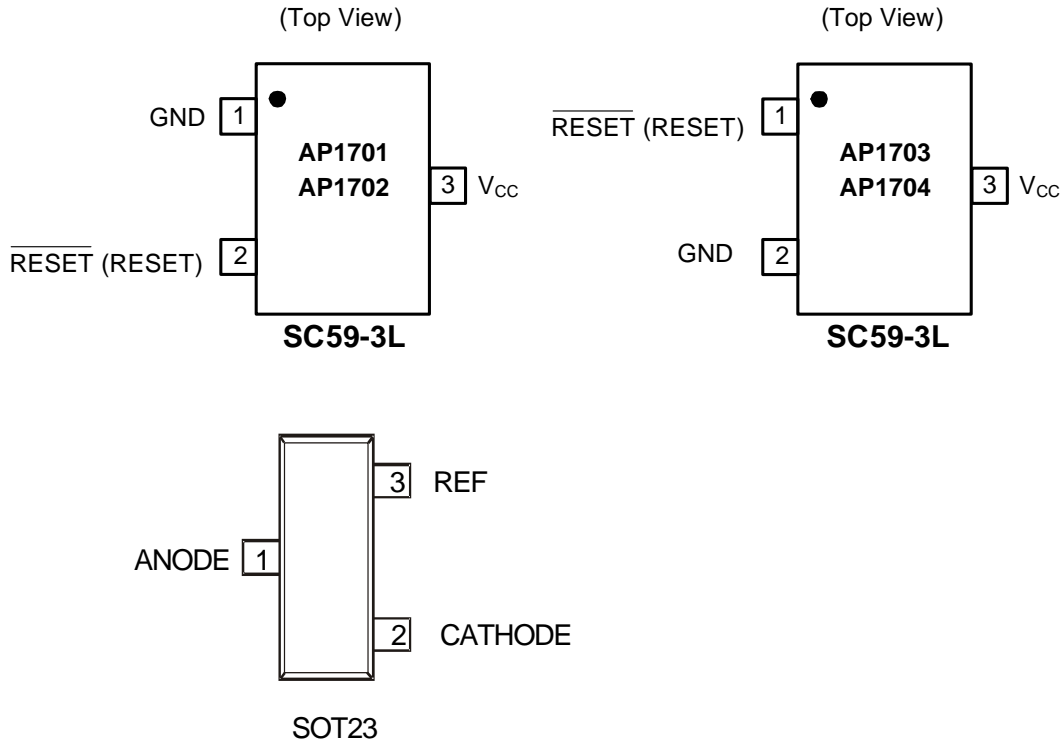 (Top View)
GND 1
AP1701
AP1702
3 VCC
RESET (RESET) 2
SC59-3L
(Top View)
RESET (RESET) 1
AP1703
AP1704
3 VCC
GND 2
SC59-3L
3 REF
ANODE 1
2 CATHODE
SOT23